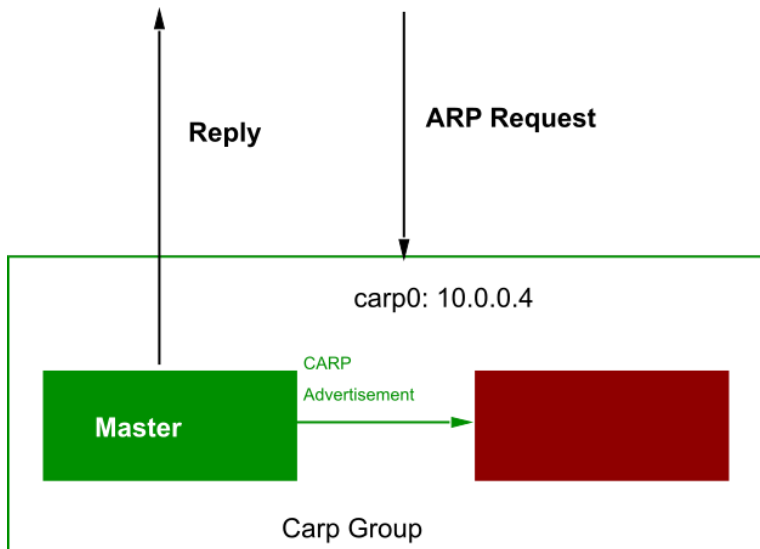 Reply
ARP Request
carp0: 10.0.0.4
CARP
Advertisement
Master
Carp Group